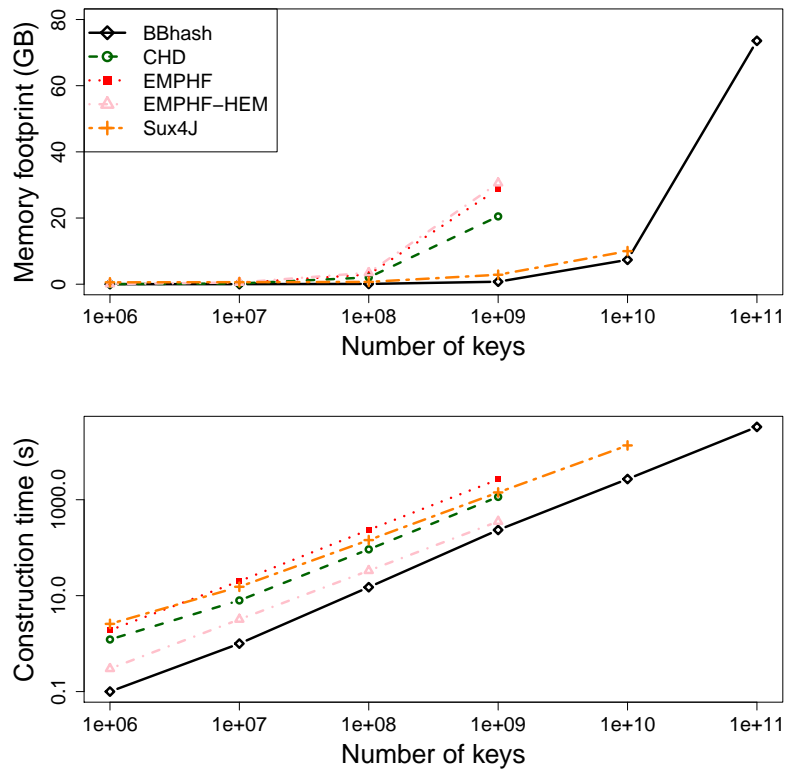 Memory footprint (GB)
80
60
40
20
0
BBhash
CHD
EMPHF
EMPHF−HEM
Sux4J
1e+06 1e+07 1e+08 1e+09 1e+10 1e+11
Number of keys
Construction time (s)
1000.0
10.0
0.1
1e+06 1e+07 1e+08 1e+09 1e+10 1e+11
Number of keys